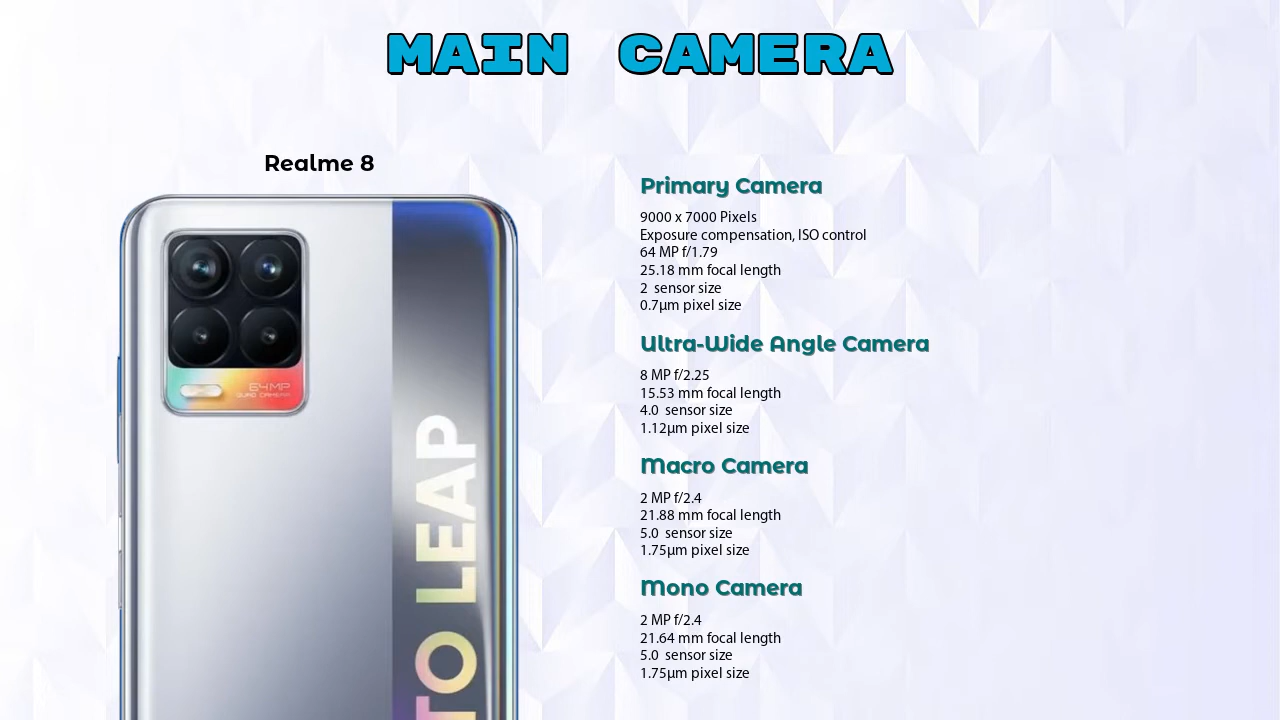 MAIN CAMERA
Realme 8
64MP
QUAD CAMERA
TO LEAP
Primary Camera
9000 x 7000 Pixels
Exposure compensation, ISO control
64 MP f/1.79
25.18 mm focal length
2 sensor size
0.7µm pixel size
Ultra-Wide Angle Camera
8 MP f/2.25
15.53 mm focal length
4.0 sensor size
1.12µm pixel size
Macro Camera
2 MP f/2.4
21.88 mm focal length
5.0 sensor size
1.75µm pixel size
Mono Camera
2 MP f/2.4
21.64 mm focal length
5.0 sensor size
1.75µm pixel size